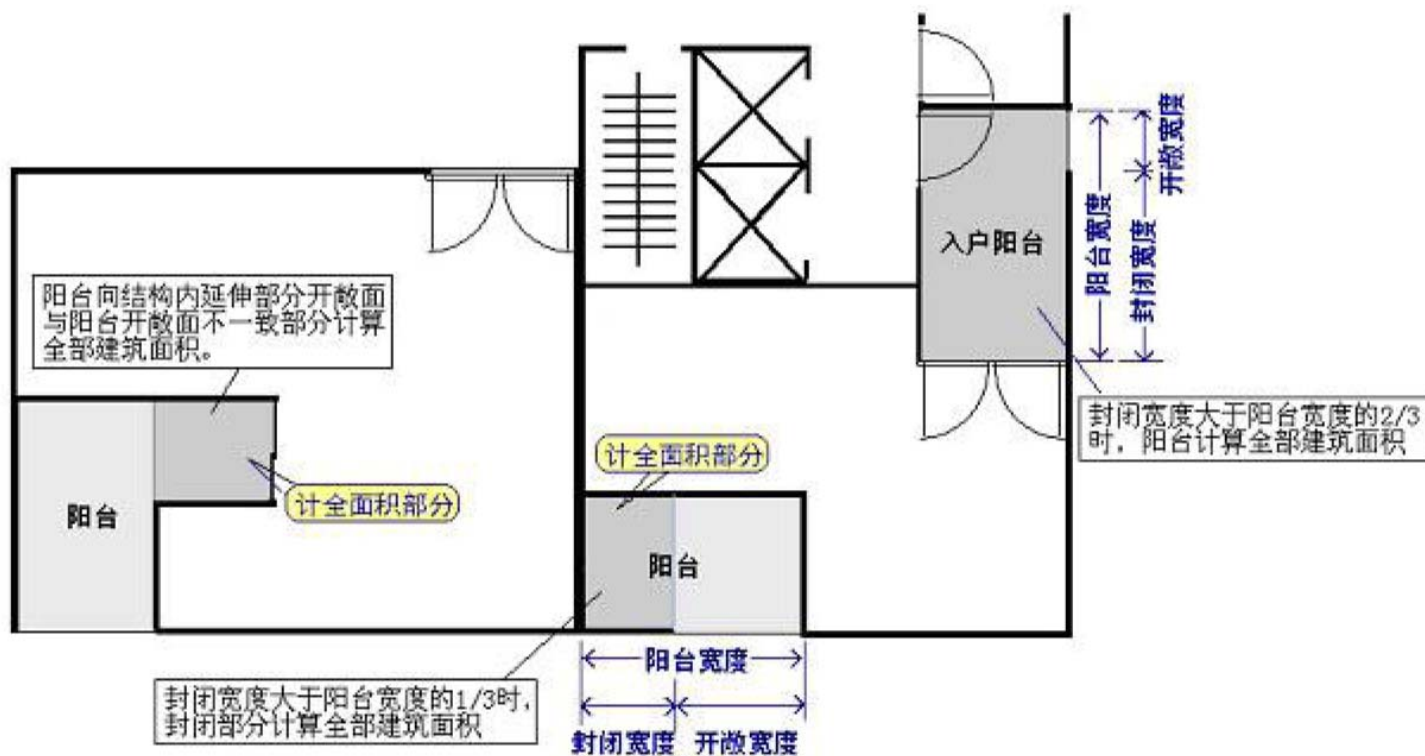 开敞宽度
阳台宽度
封闭宽度
入户阳台
阳台向结构内延伸部分开敞面
与阳台开敞面不一致部分计算
全部建筑面积。
封闭宽度大于阳台宽度的2/3
时，阳台计算全部建筑面积
计全面积部分
计全面积部分
阳台
阳台
阳台宽度
封闭宽度大于阳台宽度的1/3时，
封闭部分计算全部建筑面积
封闭宽度
开敞宽度